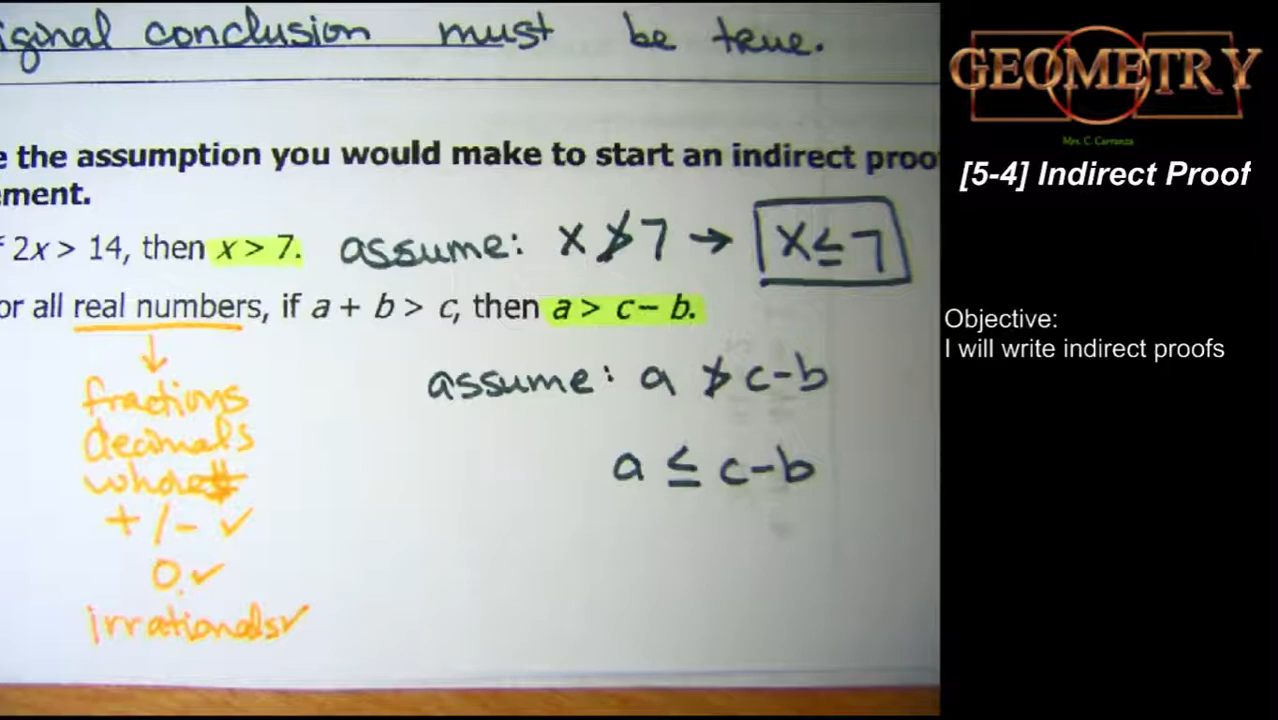 iginal conclusion must be true.
e the assumption you would make to start an indirect proo
ment.
f 2x > 14, then x > 7. assume: x ≯ 7 → x ≤ 7
or all real numbers, if a + b > c, then a > c – b.
assume: a ≯ c-b
a ≤ c-b
fractions
decimals
whole #
+ / - ✓
0 ✓
irrationals ✓
GEOMETRY
Mrs. C. Carranza
[5-4] Indirect Proof
Objective:
I will write indirect proofs